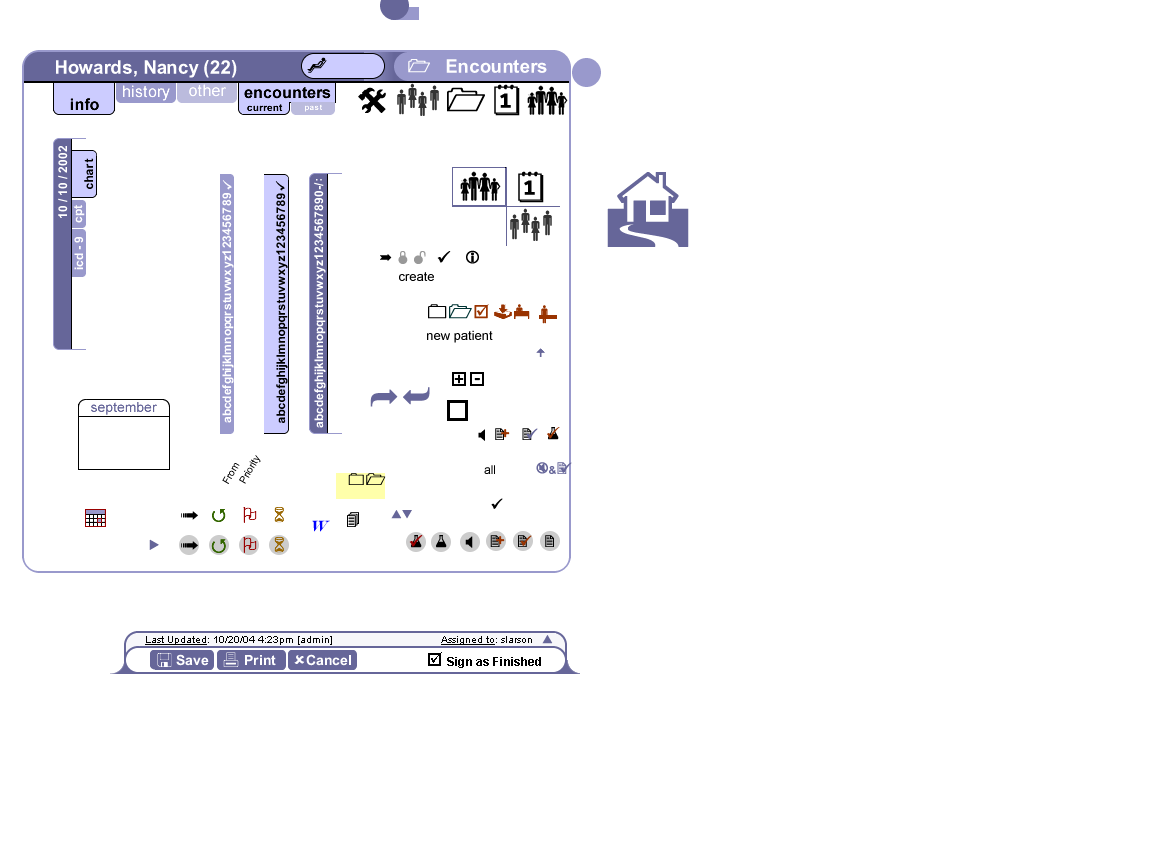 Howards, Nancy (22)
Encounters
info
history
other
encounters
current
past
1
10 / 10 / 2002
chart
cpt
icd - 9
abcdefghijklmnopqrstuvwxyz123456789✓
abcdefghijklmnopqrstuvwxyz123456789✓
abcdefghijklmnopqrstuvwxyz1234567890-/:
1
create
new patient
september
From
Priority
all
&
W
Last Updated: 10/20/04 4:23pm [admin]
Assigned to: slarson
Save
Print
Cancel
Sign as Finished